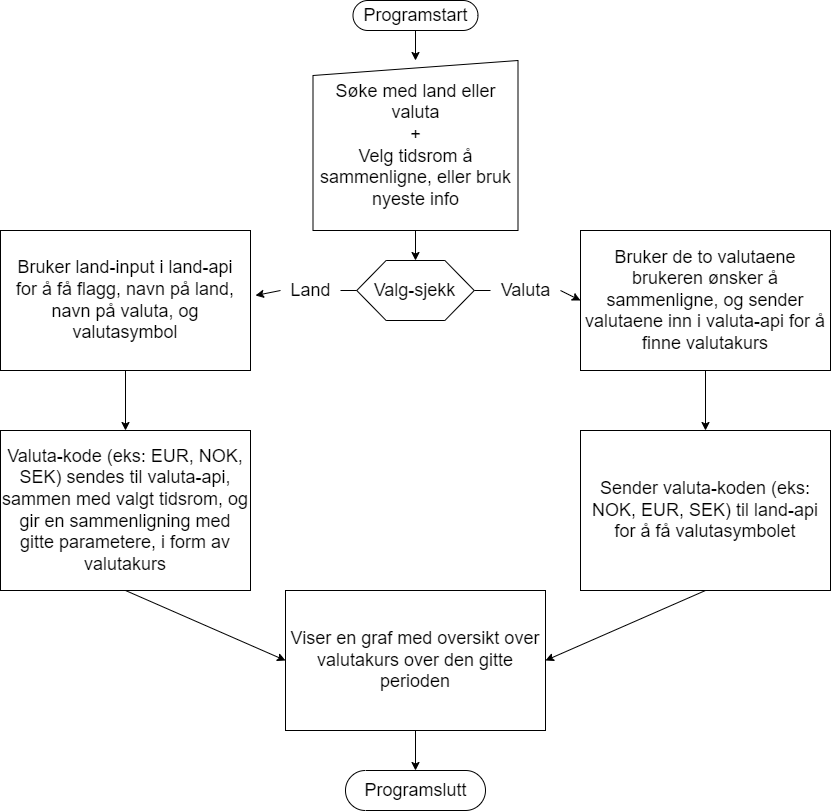 Programstart
Søke med land eller
valuta
+
Velg tidsrom å
sammenligne, eller bruk
nyeste info
Bruker land-input i land-api
for å få flagg, navn på land,
navn på valuta, og
valutasymbol
Land
Valg-sjekk
Valuta
Bruker de to valutaene
brukeren ønsker å
sammenligne, og sender
valutaene inn i valuta-api for å
finne valutakurs
Valuta-kode (eks: EUR, NOK,
SEK) sendes til valuta-api,
sammen med valgt tidsrom, og
gir en sammenligning med
gitte parametere, i form av
valutakurs
Sender valuta-koden (eks:
NOK, EUR, SEK) til land-api
for å få valutasymbolet
Viser en graf med oversikt over
valutakurs over den gitte
perioden
Programslutt